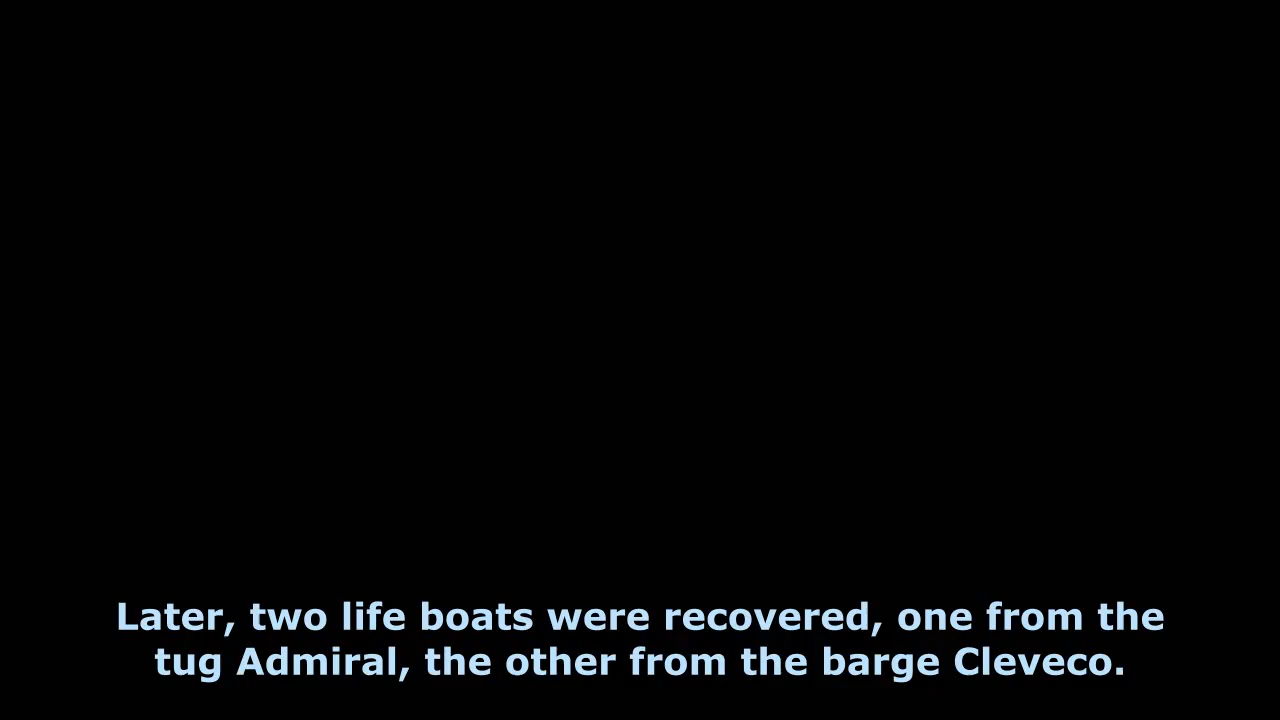 Later, two life boats were recovered, one from the
tug Admiral, the other from the barge Cleveco.